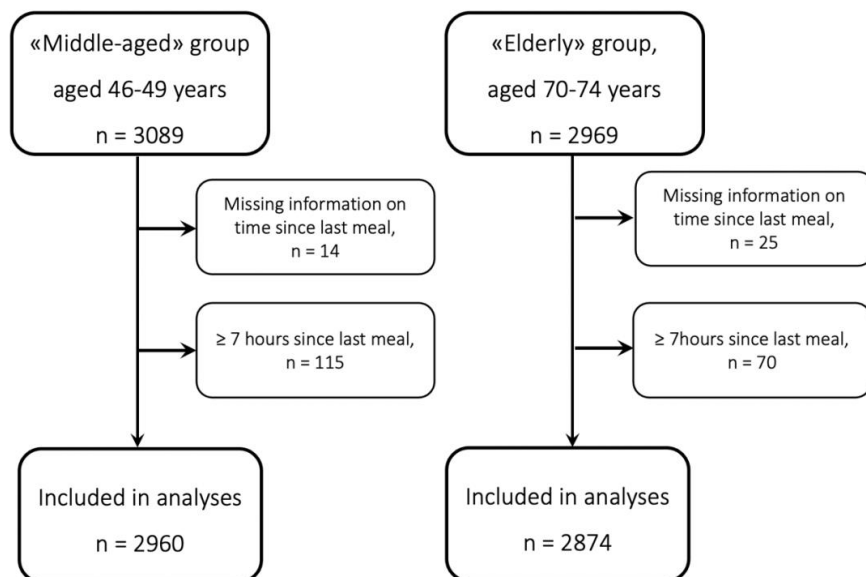 «Middle-aged» group
aged 46-49 years
n = 3089
Missing information on
time since last meal,
n = 14
≥ 7 hours since last meal,
n = 115
Included in analyses
n = 2960
«Elderly» group,
aged 70-74 years
n = 2969
Missing information on
time since last meal,
n = 25
≥ 7hours since last meal,
n = 70
Included in analyses
n = 2874